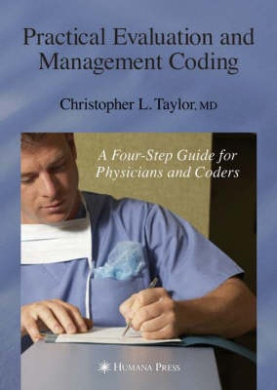 Practical Evaluation and
Management Coding
Christopher L. Taylor, MD
A Four-Step Guide for
Physicians and Coders
HUMANA PRESS